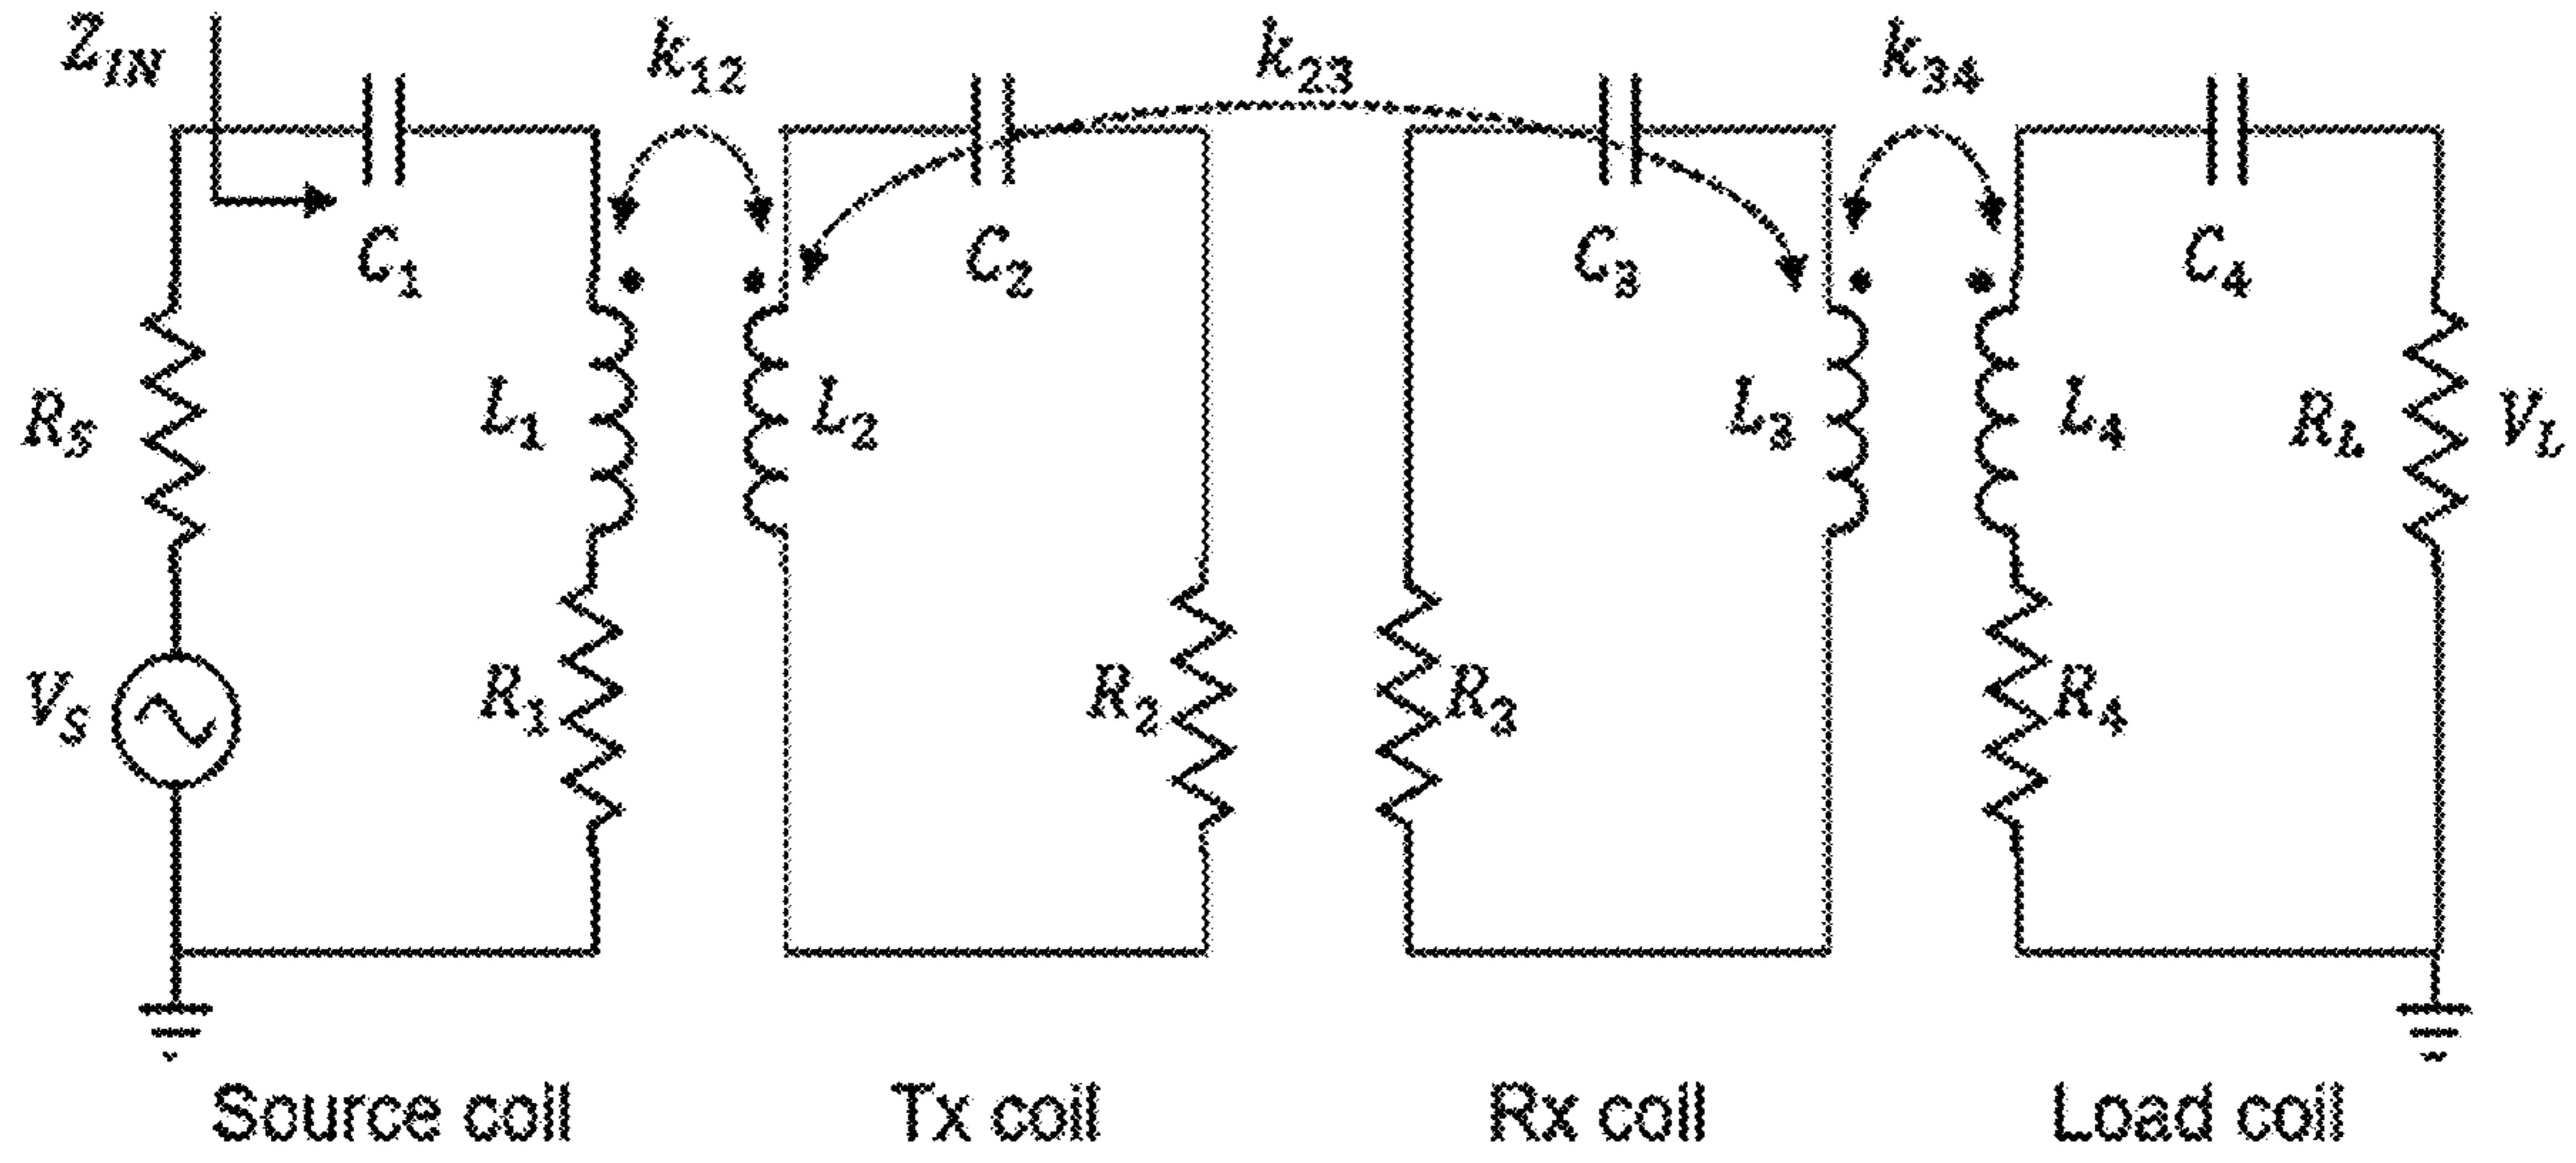 Z_IN k_12 k_23 k_34
C_1 C_2 C_3 C_4
R_S L_1 L_2 L_3 L_4 R_L V_L
V_S R_1 R_2 R_3 R_4
Source coil Tx coil Rx coil Load coil